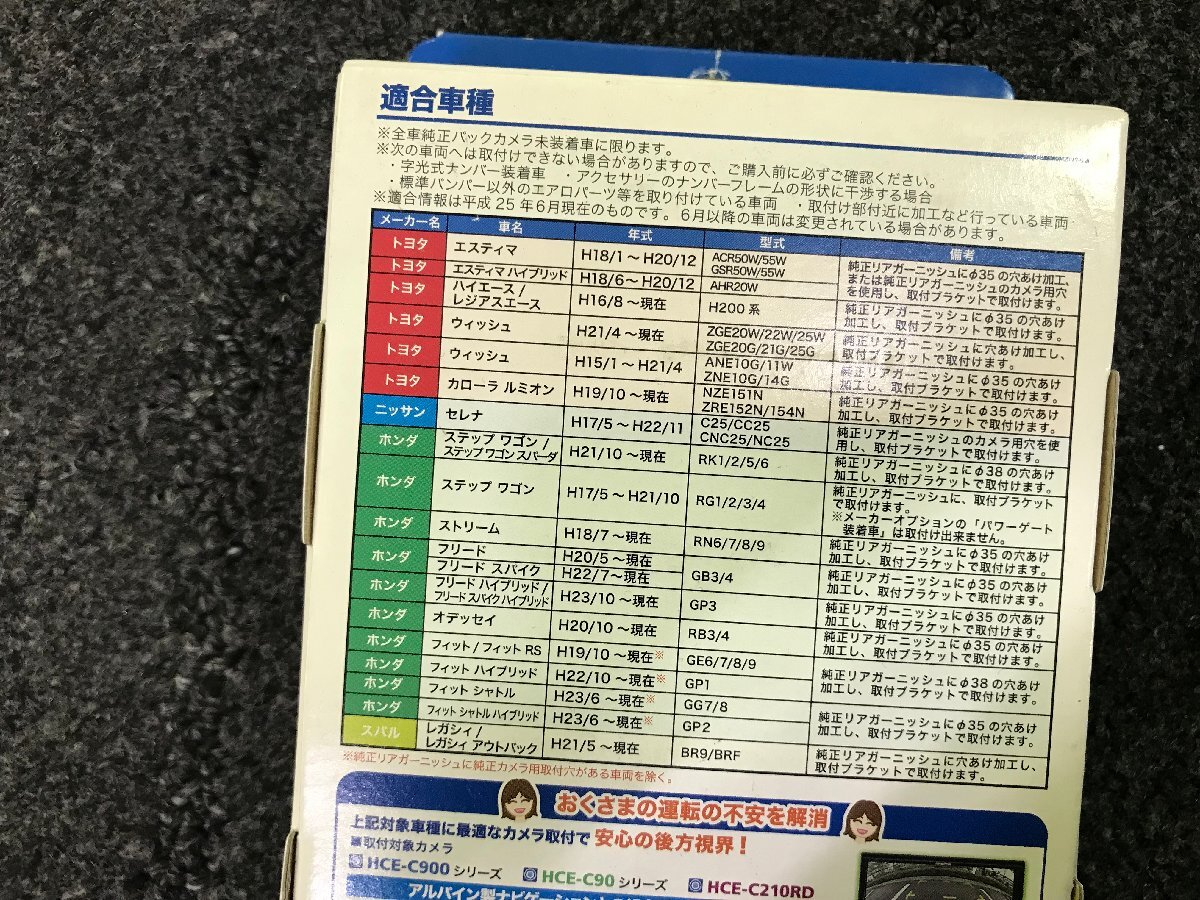 適合車種
※全車純正バックカメラ未装着車に限ります。
※次の車両へは取付けできない場合がありますので、ご購入前に必ずご確認ください。
・字光式ナンバー装着車 ・アクセサリーのナンバーフレームの形状に干渉する場合
・標準バンパー以外のエアロパーツ等を取り付けている車両 ・取付け部付近に加工など行っている車両
※適合情報は平成25年6月現在のものです。6月以降の車両は変更されている場合があります。
メーカー名 車名 年式 型式 備考
トヨタ エスティマ H18/1～H20/12 ACR50W/55W
GSR50W/55W
トヨタ エスティマ ハイブリッド H18/6～H20/12 AHR20W
純正リアガーニッシュにφ35の穴あけ加工、
または純正リアガーニッシュのカメラ用穴
を使用し、取付ブラケットで取付けます。
トヨタ ハイエース/
レジアスエース H16/8～現在 H200系 純正リアガーニッシュにφ35の穴あけ
加工し、取付ブラケットで取付けます。
トヨタ ウィッシュ H21/4～現在 ZGE20W/22W/25W
ZGE20G/21G/25G 純正リアガーニッシュに穴あけ加工し、
取付ブラケットで取付けます。
トヨタ ウィッシュ H15/1～H21/4 ANE10G/11W
ZNE10G/14G 純正リアガーニッシュにφ35の穴あけ
加工し、取付ブラケットで取付けます。
トヨタ カローラ ルミオン H19/10～現在 NZE151N
ZRE152N/154N 純正リアガーニッシュにφ35の穴あけ
加工し、取付ブラケットで取付けます。
ニッサン セレナ H17/5～H22/11 C25/CC25
CNC25/NC25 純正リアガーニッシュのカメラ用穴を使
用し、取付ブラケットで取付けます。
ホンダ ステップ ワゴン/
ステップ ワゴン スパーダ H21/10～現在 RK1/2/5/6 純正リアガーニッシュにφ38の穴あけ
加工し、取付ブラケットで取付けます。
ホンダ ステップ ワゴン H17/5～H21/10 RG1/2/3/4 純正リアガーニッシュに、取付ブラケット
で取付けます。
※メーカーオプションの「パワーゲート
装着車」は取付け出来ません。
ホンダ ストリーム H18/7～現在 RN6/7/8/9 純正リアガーニッシュにφ35の穴あけ
加工し、取付ブラケットで取付けます。
ホンダ フリード H20/5～現在 GB3/4
フリード スパイク H22/7～現在
純正リアガーニッシュにφ35の穴あけ
加工し、取付ブラケットで取付けます。
ホンダ フリード ハイブリッド/
フリード スパイク ハイブリッド H23/10～現在 GP3 純正リアガーニッシュにφ35の穴あけ
加工し、取付ブラケットで取付けます。
ホンダ オデッセイ H20/10～現在 RB3/4 純正リアガーニッシュにφ35の穴あけ
加工し、取付ブラケットで取付けます。
ホンダ フィット/フィット RS H19/10～現在※ GE6/7/8/9
ホンダ フィット ハイブリッド H22/10～現在※ GP1
純正リアガーニッシュにφ38の穴あけ
加工し、取付ブラケットで取付けます。
ホンダ フィット シャトル H23/6～現在※ GG7/8
ホンダ フィット シャトル ハイブリッド H23/6～現在※ GP2
純正リアガーニッシュにφ35の穴あけ
加工し、取付ブラケットで取付けます。
スバル レガシィ/
レガシィ アウトバック H21/5～現在 BR9/BRF 純正リアガーニッシュに穴あけ加工し、
取付ブラケットで取付けます。
※純正リアガーニッシュに純正カメラ用取付穴がある車両を除く。
おくさまの運転の不安を解消
上記対象車種に最適なカメラ取付で 安心の後方視界！
■取付対象カメラ
HCE-C900 シリーズ HCE-C90 シリーズ HCE-C210RD
アルパイン製ナビゲーション